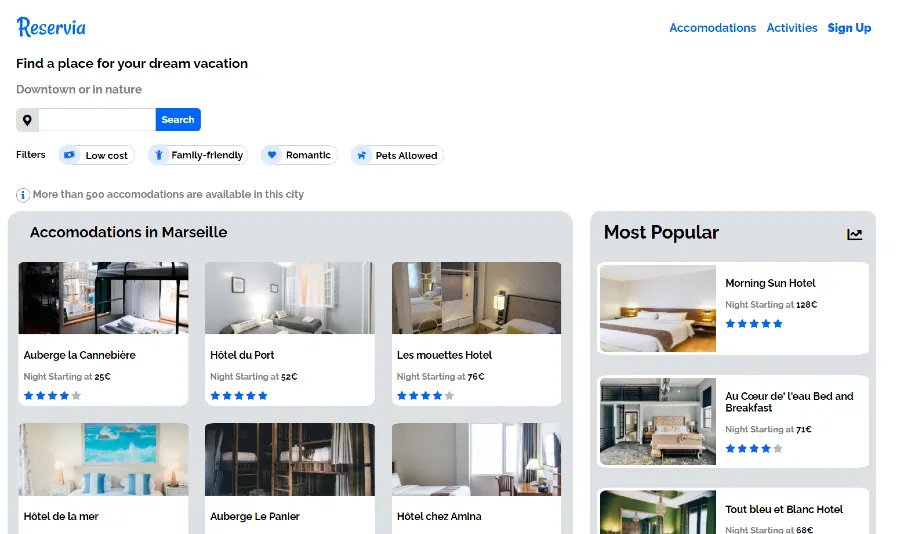 Reservia
Accomodations Activities Sign Up
Find a place for your dream vacation
Downtown or in nature
Search
Filters Low cost Family-friendly Romantic Pets Allowed
More than 500 accomodations are available in this city
Accomodations in Marseille
Auberge la Cannebière
Night Starting at 25€
Hôtel du Port
Night Starting at 52€
Les mouettes Hotel
Night Starting at 76€
Hôtel de la mer
Auberge Le Panier
Hôtel chez Amina
Most Popular
Morning Sun Hotel
Night Starting at 128€
Au Cœur de' l'eau Bed and
Breakfast
Night Starting at 71€
Tout bleu et Blanc Hotel
Night Starting at 68€